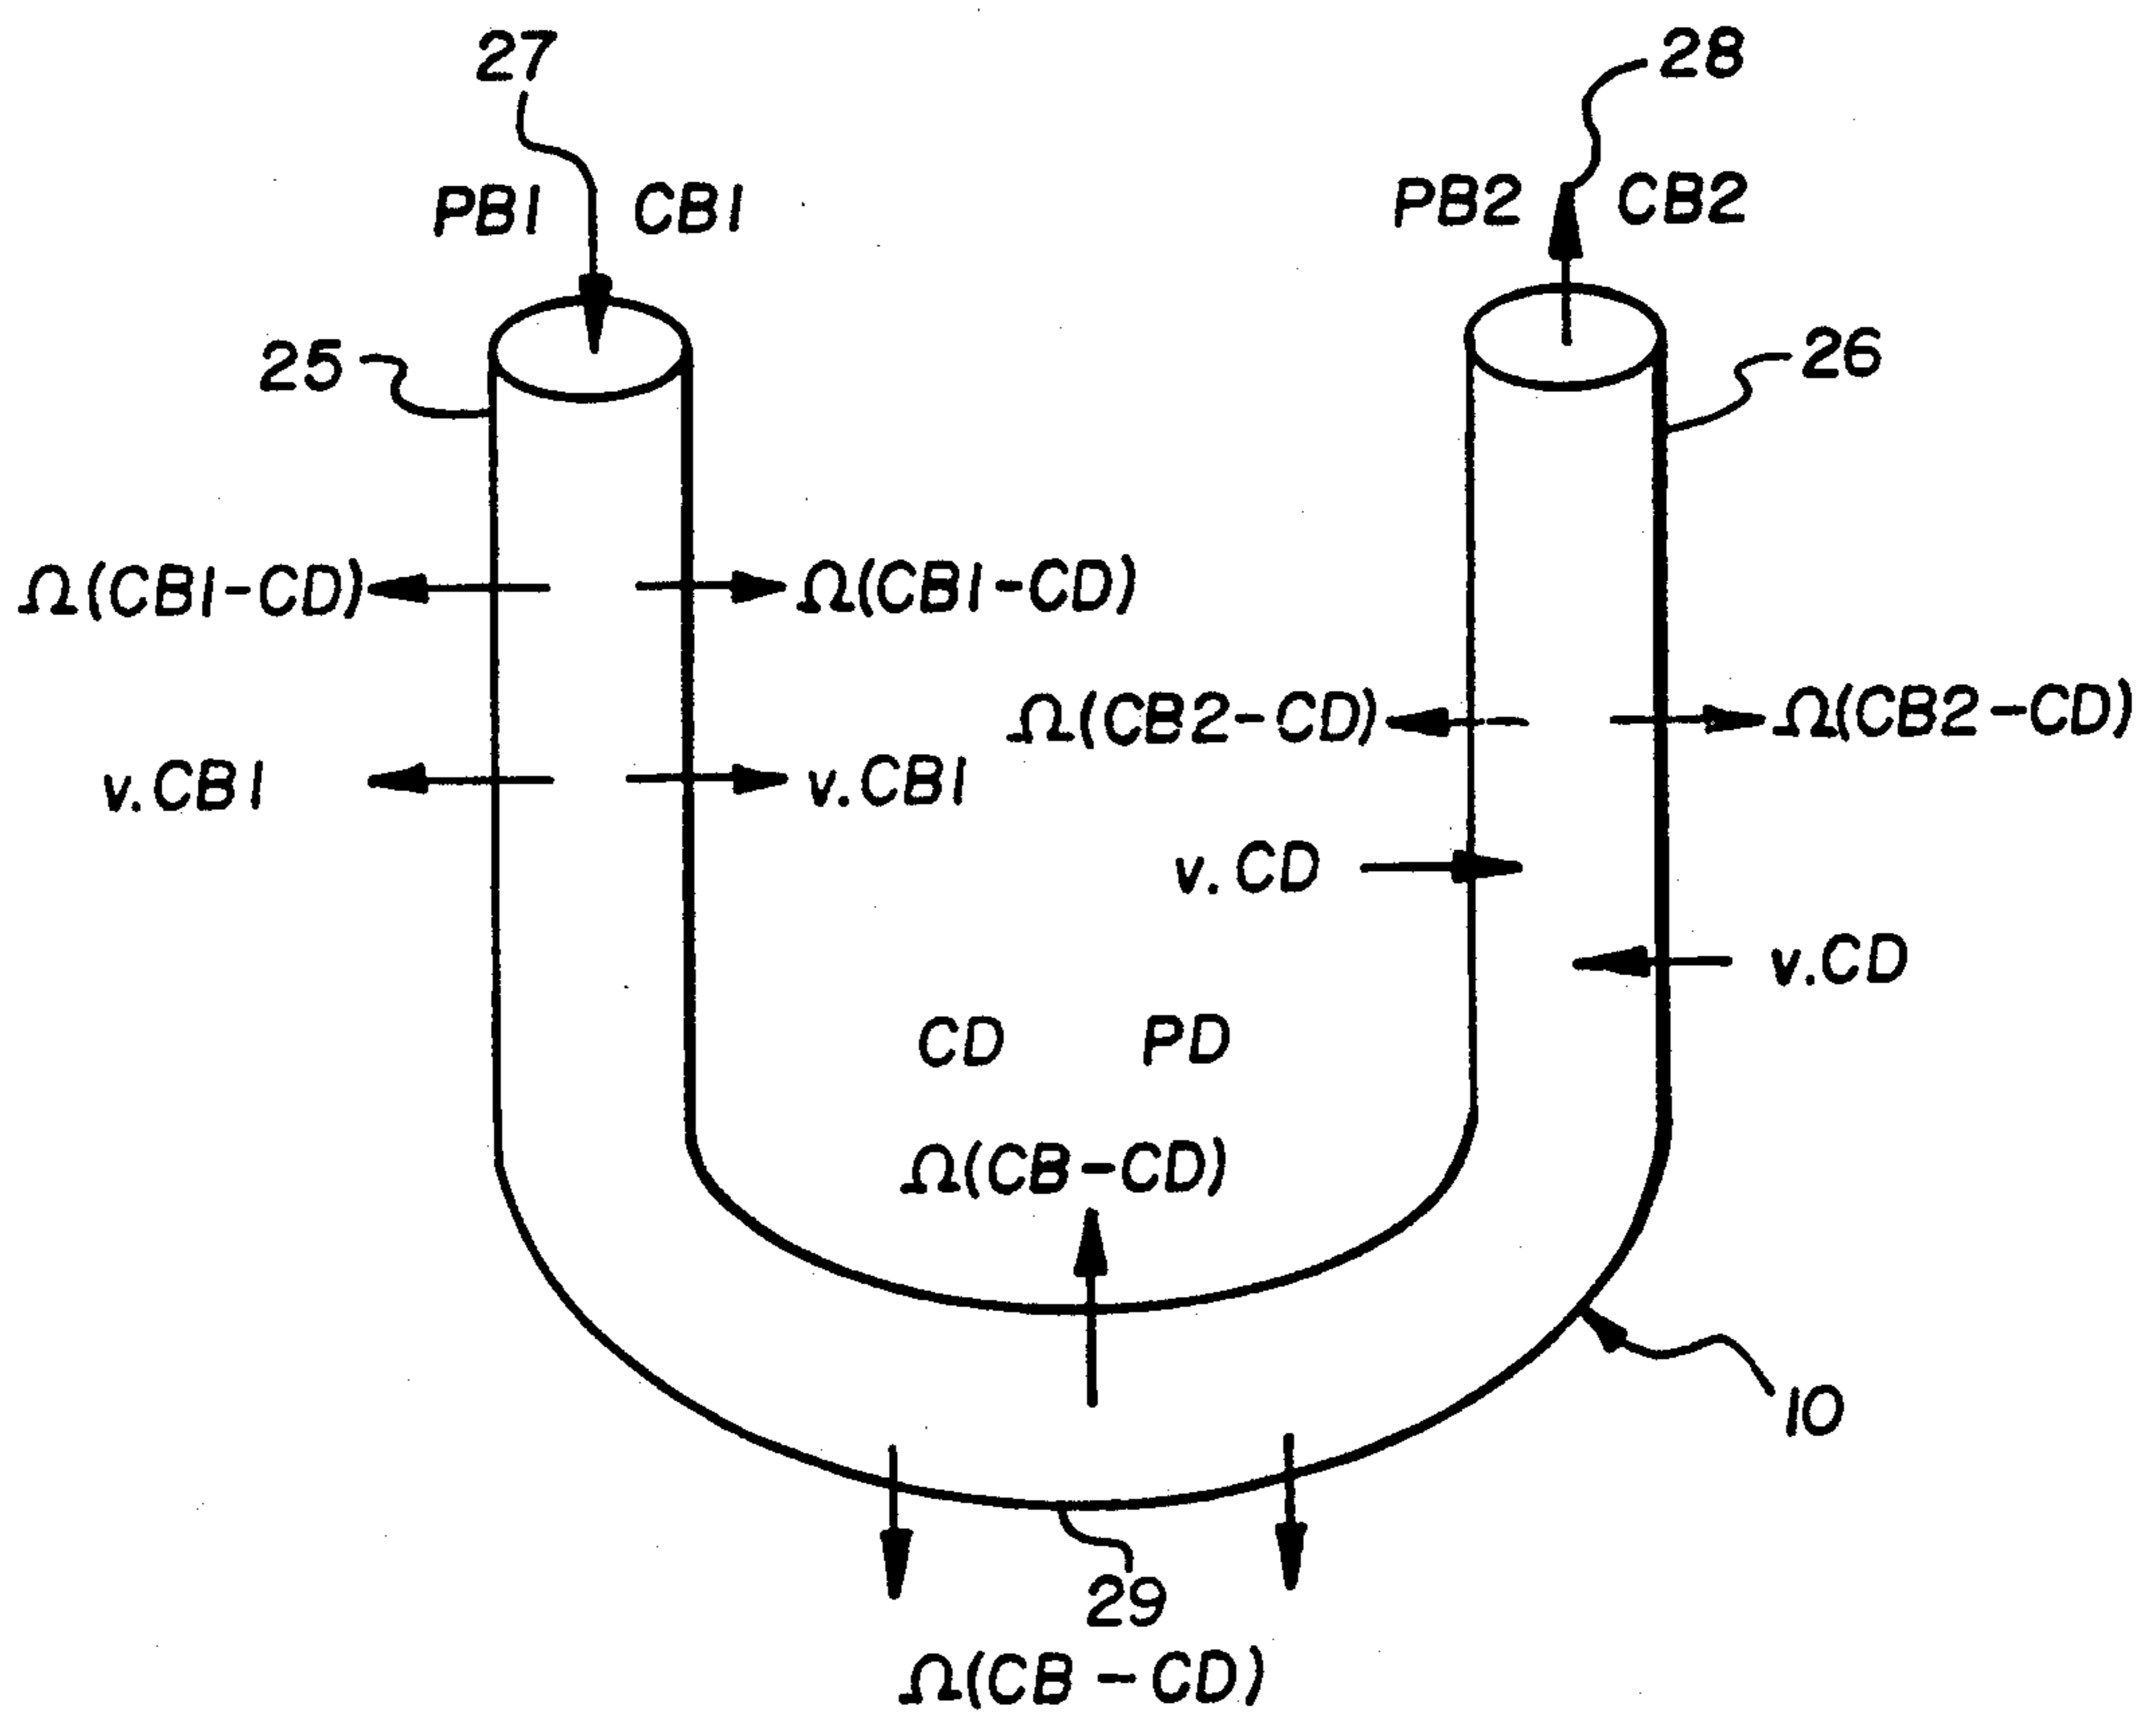 27
28
PB1 CB1
PB2 CB2
25
26
Ω(CB1-CD)
Ω(CB1-CD)
Ω(CB2-CD)
Ω(CB2-CD)
v.CB1
v.CB1
v.CD
v.CD
CD PD
Ω(CB-CD)
10
29
Ω(CB-CD)